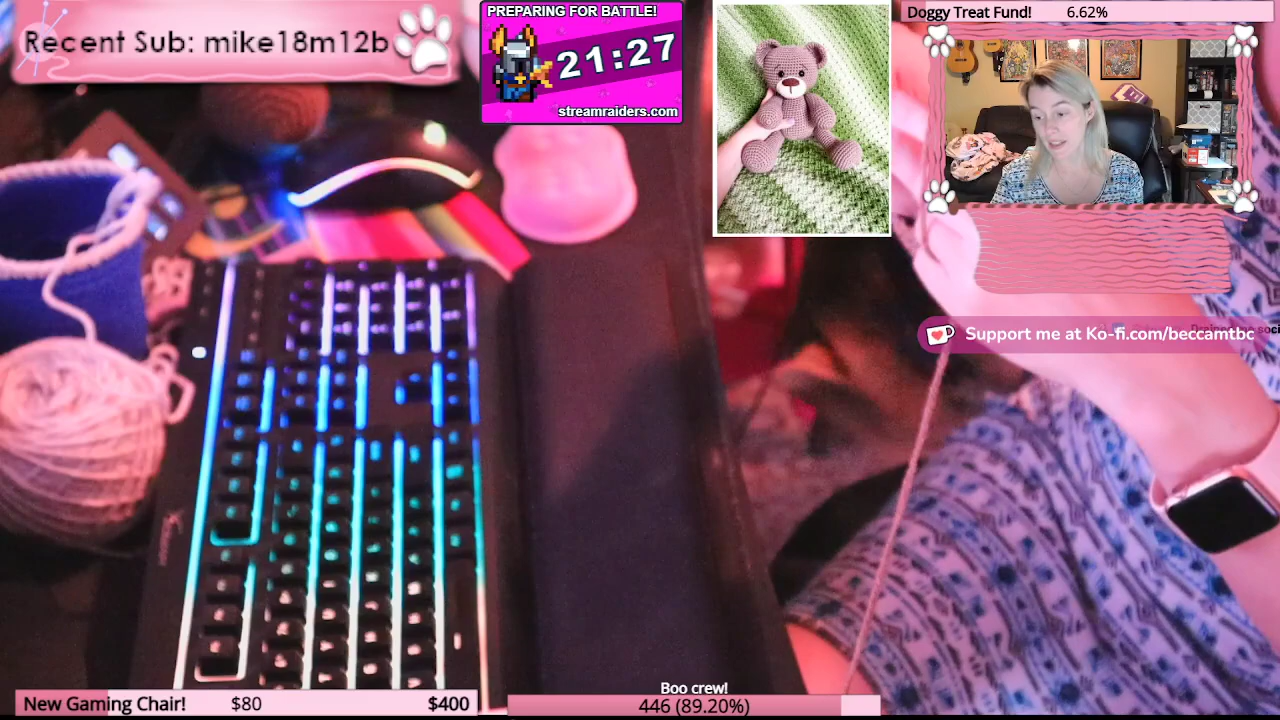 Recent Sub: mike18m12b
PREPARING FOR BATTLE!
21:27
streamraiders.com
Doggy Treat Fund! 6.62%
Support me at Ko-fi.com/beccamtbc
New Gaming Chair! $80 $400
Boo crew!
446 (89.20%)